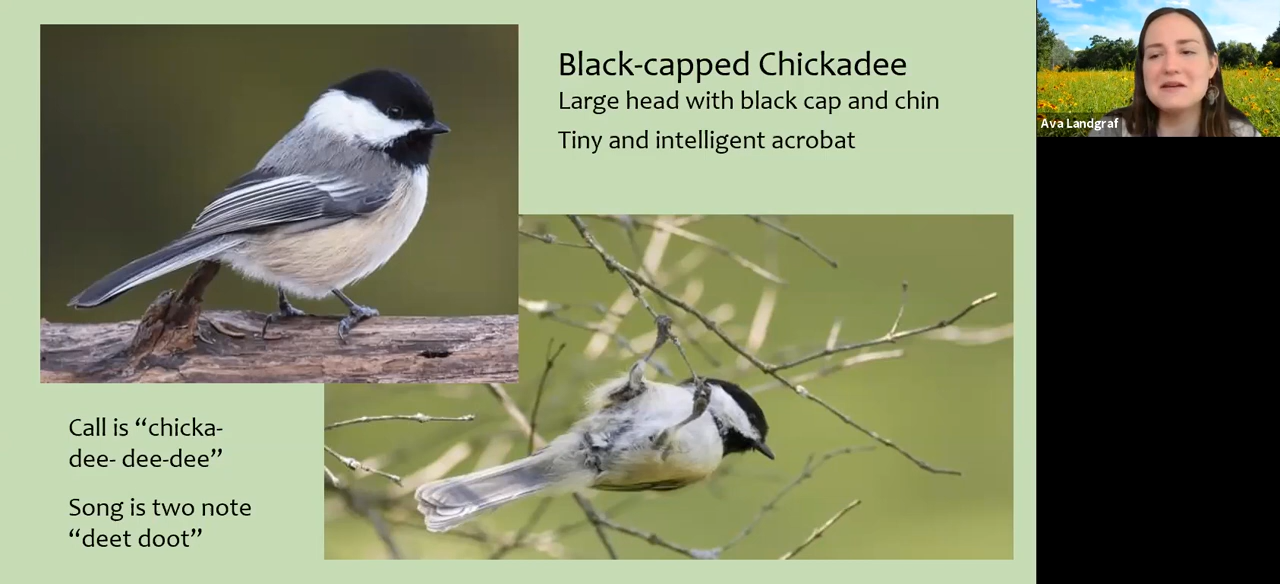 Black-capped Chickadee
Large head with black cap and chin
Tiny and intelligent acrobat
Call is “chicka-
dee- dee-dee”
Song is two note
“deet doot”
Ava Landgraf